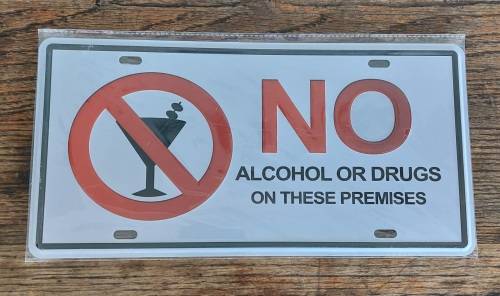 NO
ALCOHOL OR DRUGS
ON THESE PREMISES